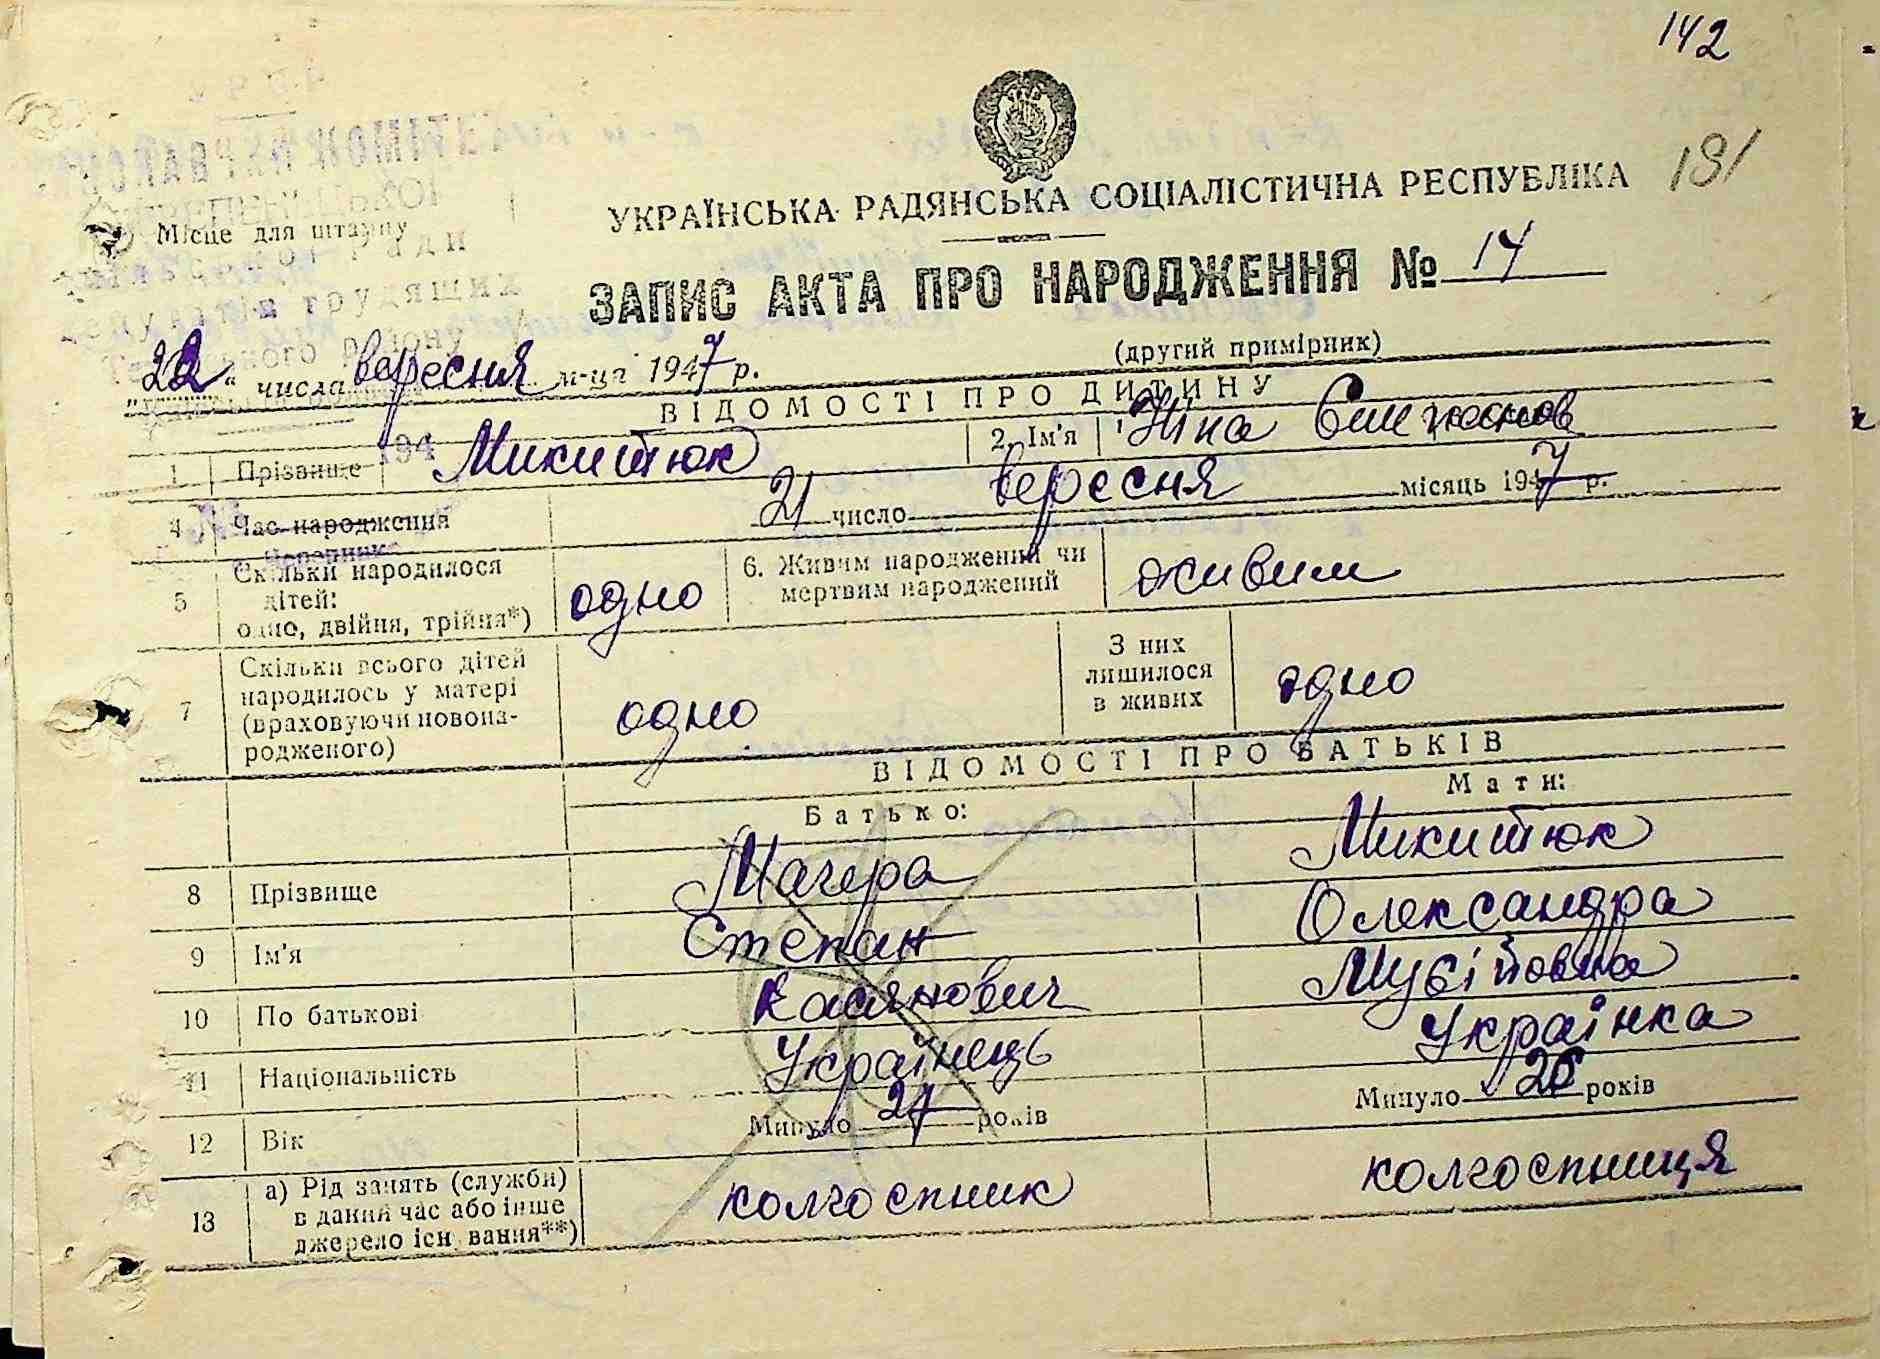 142
181
УКРАЇНСЬКА РАДЯНСЬКА СОЦІАЛІСТИЧНА РЕСПУБЛІКА
Місце для штампу
ЗАПИС АКТА ПРО НАРОДЖЕННЯ № 14
(другий примірник)
„22“ числа вересня м-ця 1947 р.
ВІДОМОСТІ ПРО ДИТИНУ
1 Прізвище Микитюк 2. Ім'я Ніна
4 Час народження 21 число вересня місяць 1947 р.
5 Скільки народилося дітей: одно, двійня, трійня*) одно 6. Живим народжений чи мертвим народжений живим
7 Скільки всього дітей народилось у матері (враховуючи новонародженого) одно З них лишилося в живих одно
ВІДОМОСТІ ПРО БАТЬКІВ
Батько: Мати:
8 Прізвище Мачера Микитюк
9 Ім'я Степан Олександра
10 По батькові Касянович Мусіївна
11 Національність Українець Українка
12 Вік Минуло 27 років Минуло 26 років
13 а) Рід занять (служби) в даний час або інше джерело існування**) колгоспник колгоспниця